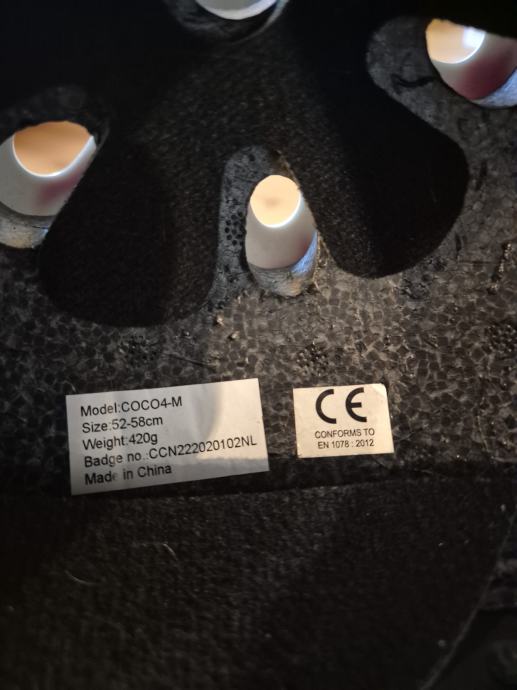 Model:COCO4-M
Size:52-58cm
Weight:420g
Badge no.:CCN222020102NL
Made in China
CE
CONFORMS TO
EN 1078 : 2012